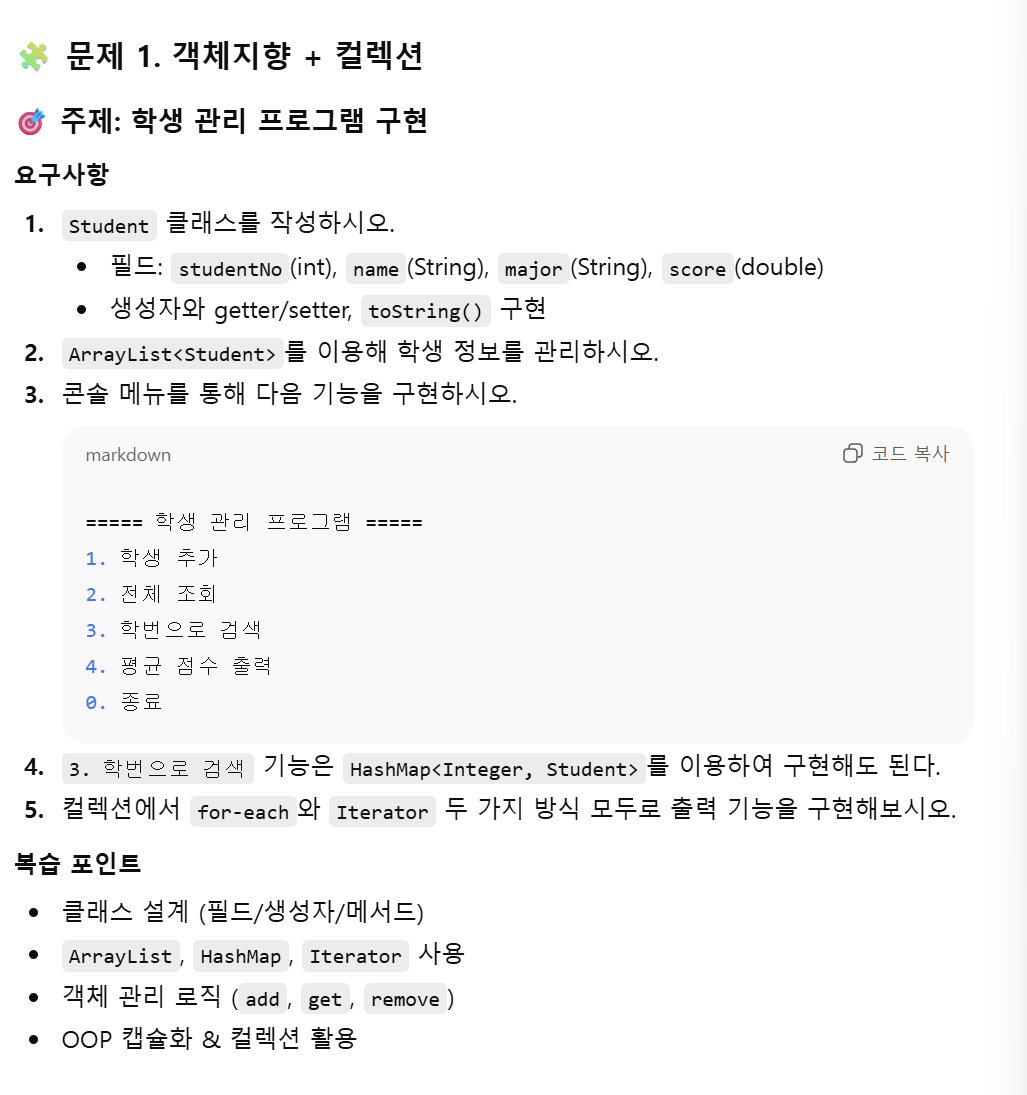 문제 1. 객체지향 + 컬렉션
주제: 학생 관리 프로그램 구현
요구사항
1. Student 클래스를 작성하시오.
• 필드: studentNo(int), name(String), major(String), score(double)
• 생성자와 getter/setter, toString() 구현
2. ArrayList<Student>를 이용해 학생 정보를 관리하시오.
3. 콘솔 메뉴를 통해 다음 기능을 구현하시오.
markdown 코드 복사
===== 학생 관리 프로그램 =====
1. 학생 추가
2. 전체 조회
3. 학번으로 검색
4. 평균 점수 출력
0. 종료
4. 3. 학번으로 검색 기능은 HashMap<Integer, Student>를 이용하여 구현해도 된다.
5. 컬렉션에서 for-each와 Iterator 두 가지 방식 모두로 출력 기능을 구현해보시오.
복습 포인트
• 클래스 설계 (필드/생성자/메서드)
• ArrayList, HashMap, Iterator 사용
• 객체 관리 로직 (add, get, remove)
• OOP 캡슐화 & 컬렉션 활용